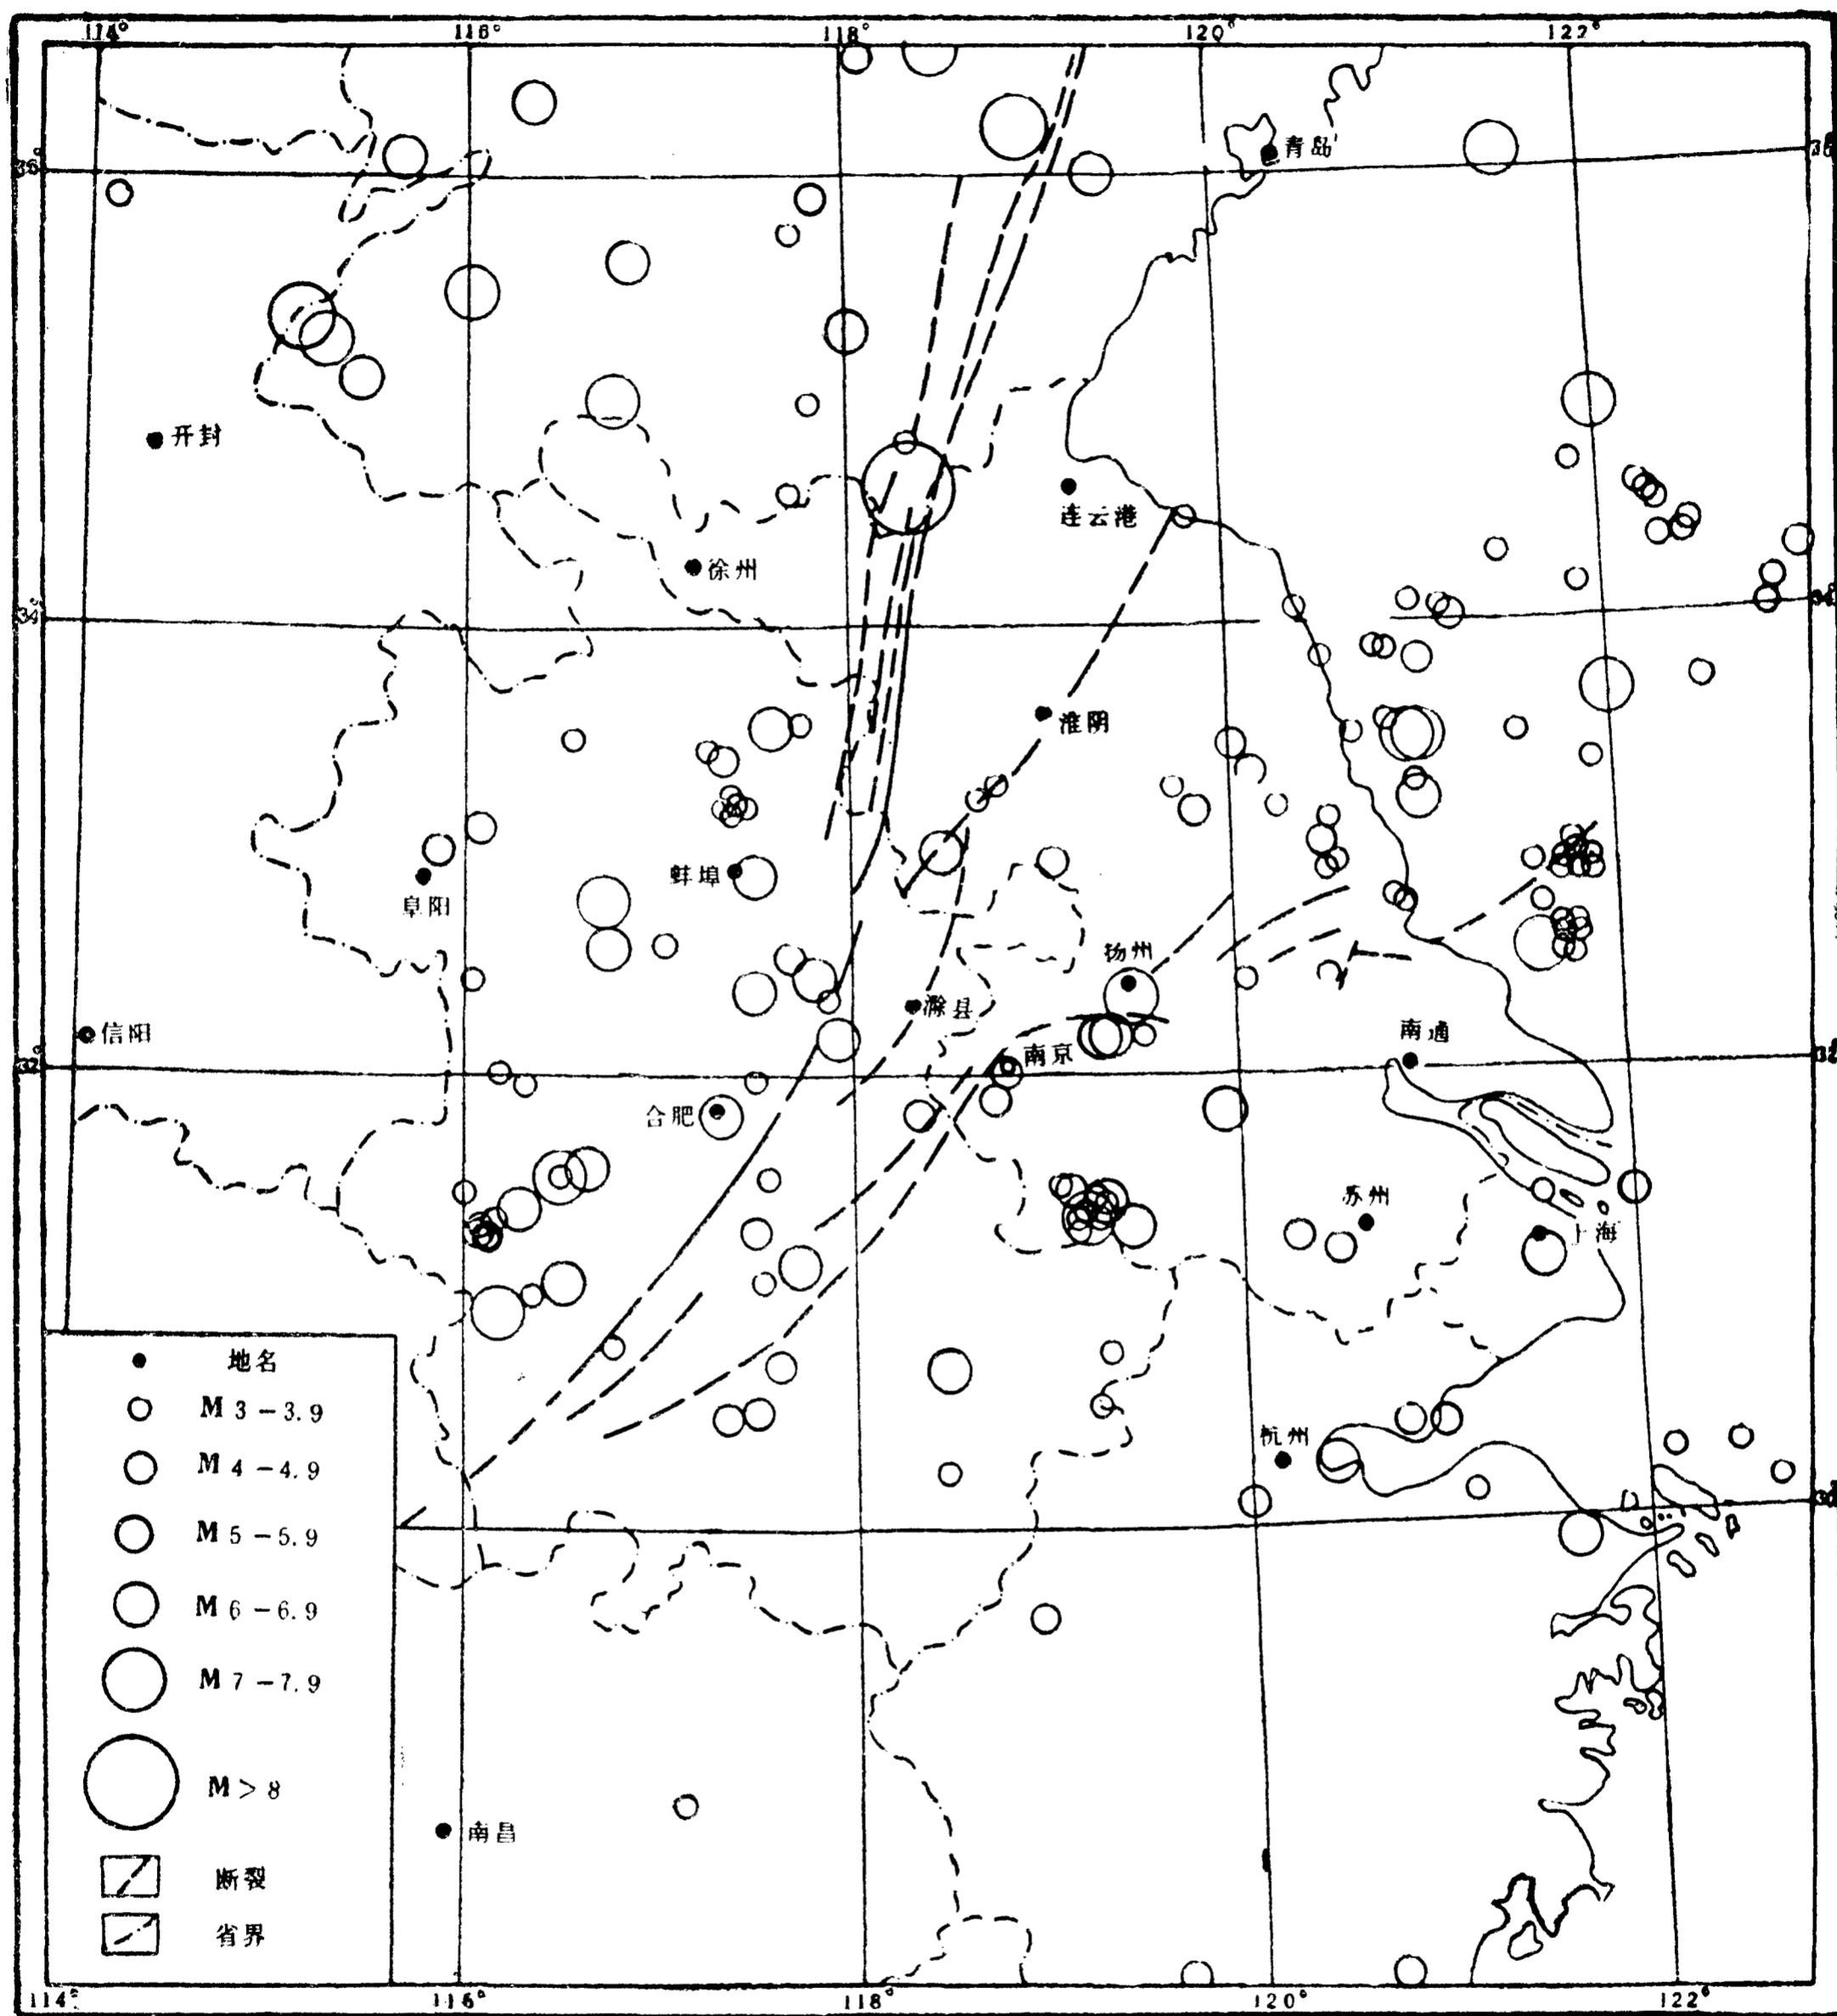 114° 116° 118° 120° 122°
36°
青岛
开封
连云港
徐州
34°
淮阴
蚌埠
阜阳
扬州
滁县
信阳
南通
南京
32°
合肥
苏州
上海
地名
M 3-3.9
M 4-4.9
杭州
M 5-5.9
30°
M 6-6.9
M 7-7.9
M > 8
南昌
断裂
省界
114° 116° 118° 120° 122°